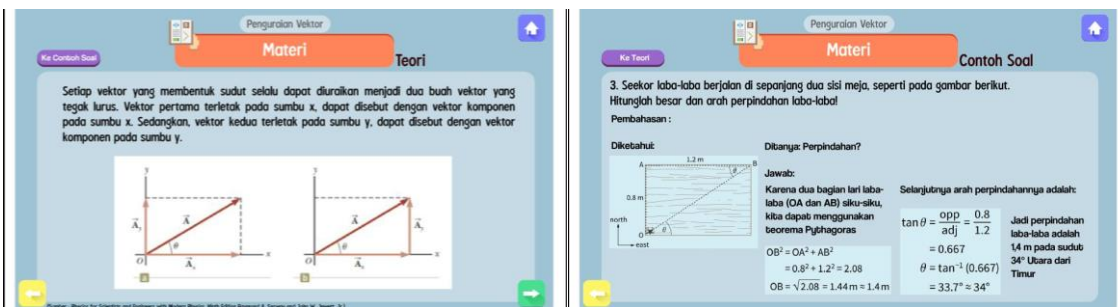 Penguraian Vektor
Materi
Ke Contoh Soal
Teori
Setiap vektor yang membentuk sudut selalu dapat diuraikan menjadi dua buah vektor yang
tegak lurus. Vektor pertama terletak pada sumbu x, dapat disebut dengan vektor komponen
pada sumbu x. Sedangkan, vektor kedua terletak pada sumbu y, dapat disebut dengan vektor
komponen pada sumbu y.
y
A⃗y
A⃗
θ
O
A⃗x
x
a
y
A⃗
A⃗y
θ
O
A⃗x
x
b
Penguraian Vektor
Materi
Ke Teori
Contoh Soal
3. Seekor laba-laba berjalan di sepanjang dua sisi meja, seperti pada gambar berikut.
Hitunglah besar dan arah perpindahan laba-laba!
Pembahasan :
Diketahui:
A
1.2 m
B
θ
0.8 m
north
O
θ
east
Ditanya: Perpindahan?
Jawab:
Karena dua bagian lari laba-
laba (OA dan AB) siku-siku,
kita dapat menggunakan
teorema Pythagoras
OB² = OA² + AB²
= 0.8² + 1.2² = 2.08
OB = √2.08 = 1.44 m ≈ 1.4 m
Selanjutnya arah perpindahannya adalah:
tan θ = opp/adj = 0.8/1.2
= 0.667
θ = tan⁻¹ (0.667)
= 33.7° ≈ 34°
Jadi perpindahan
laba-laba adalah
1,4 m pada sudut
34° Utara dari
Timur